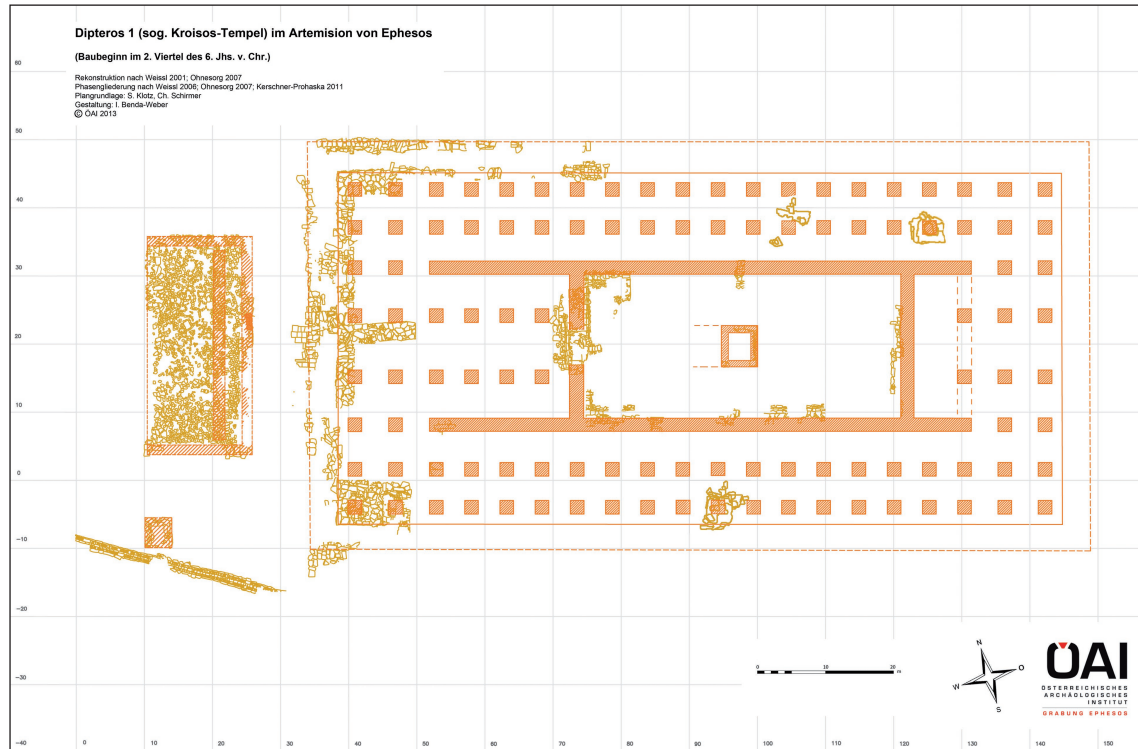 Dipteros 1 (sog. Kroisos-Tempel) im Artemision von Ephesos
(Baubeginn im 2. Viertel des 6. Jhs. v. Chr.)
Rekonstruktion nach Weissl 2001; Ohnesorg 2007
Phasengliederung nach Weissl 2006; Ohnesorg 2007; Kerschner-Prohaska 2011
Plangrundlage: S. Klotz, Ch. Schirmer
Gestaltung: I. Benda-Weber
© ÖAI 2013
60
50
40
30
20
10
0
−10
−20
−30
−40
0 10 20 m
N
O
W
S
ÖAI
ÖSTERREICHISCHES
ARCHÄOLOGISCHES
INSTITUT
GRABUNG EPHESOS
0 10 20 30 40 50 60 70 80 90 100 110 120 130 140 150